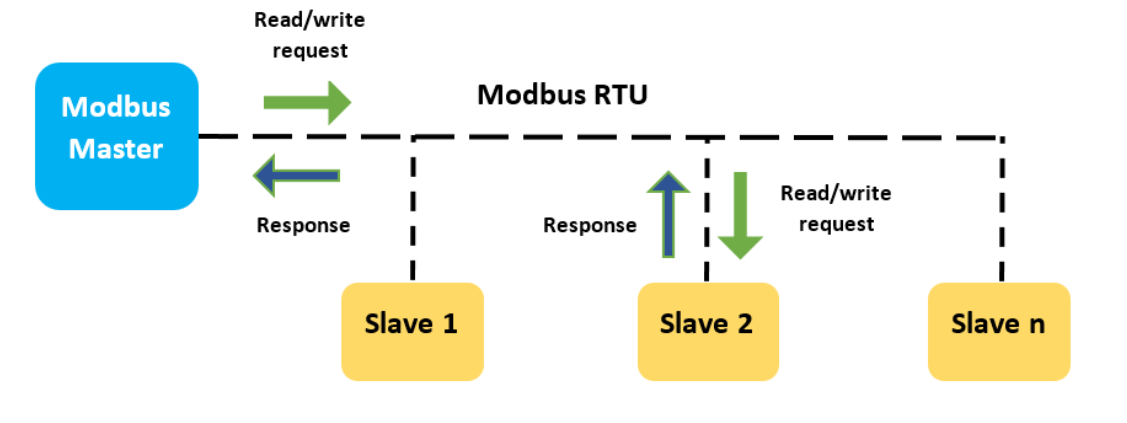 Read/write
request
Modbus RTU
Modbus
Master
Response
Response
Read/write
request
Slave 1
Slave 2
Slave n